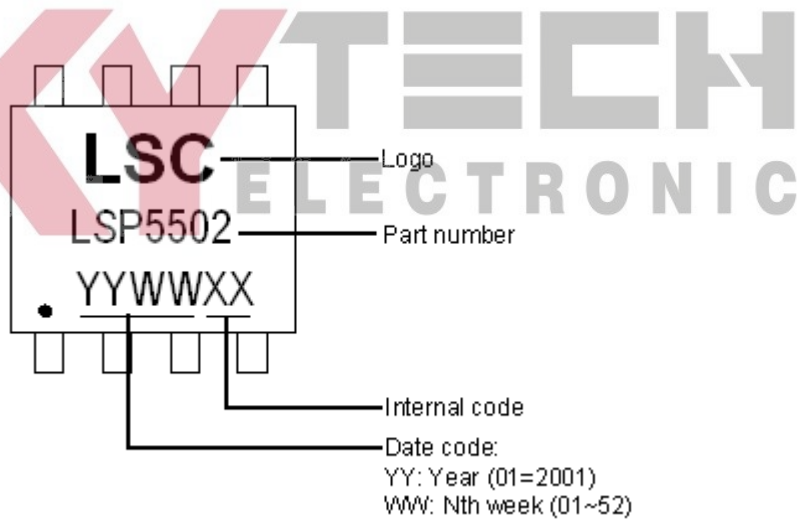 KYTECH
ELECTRONIC
LSC
Logo
LSP5502
Part number
YYWWXX
Internal code
Date code:
YY: Year (01=2001)
WW: Nth week (01~52)